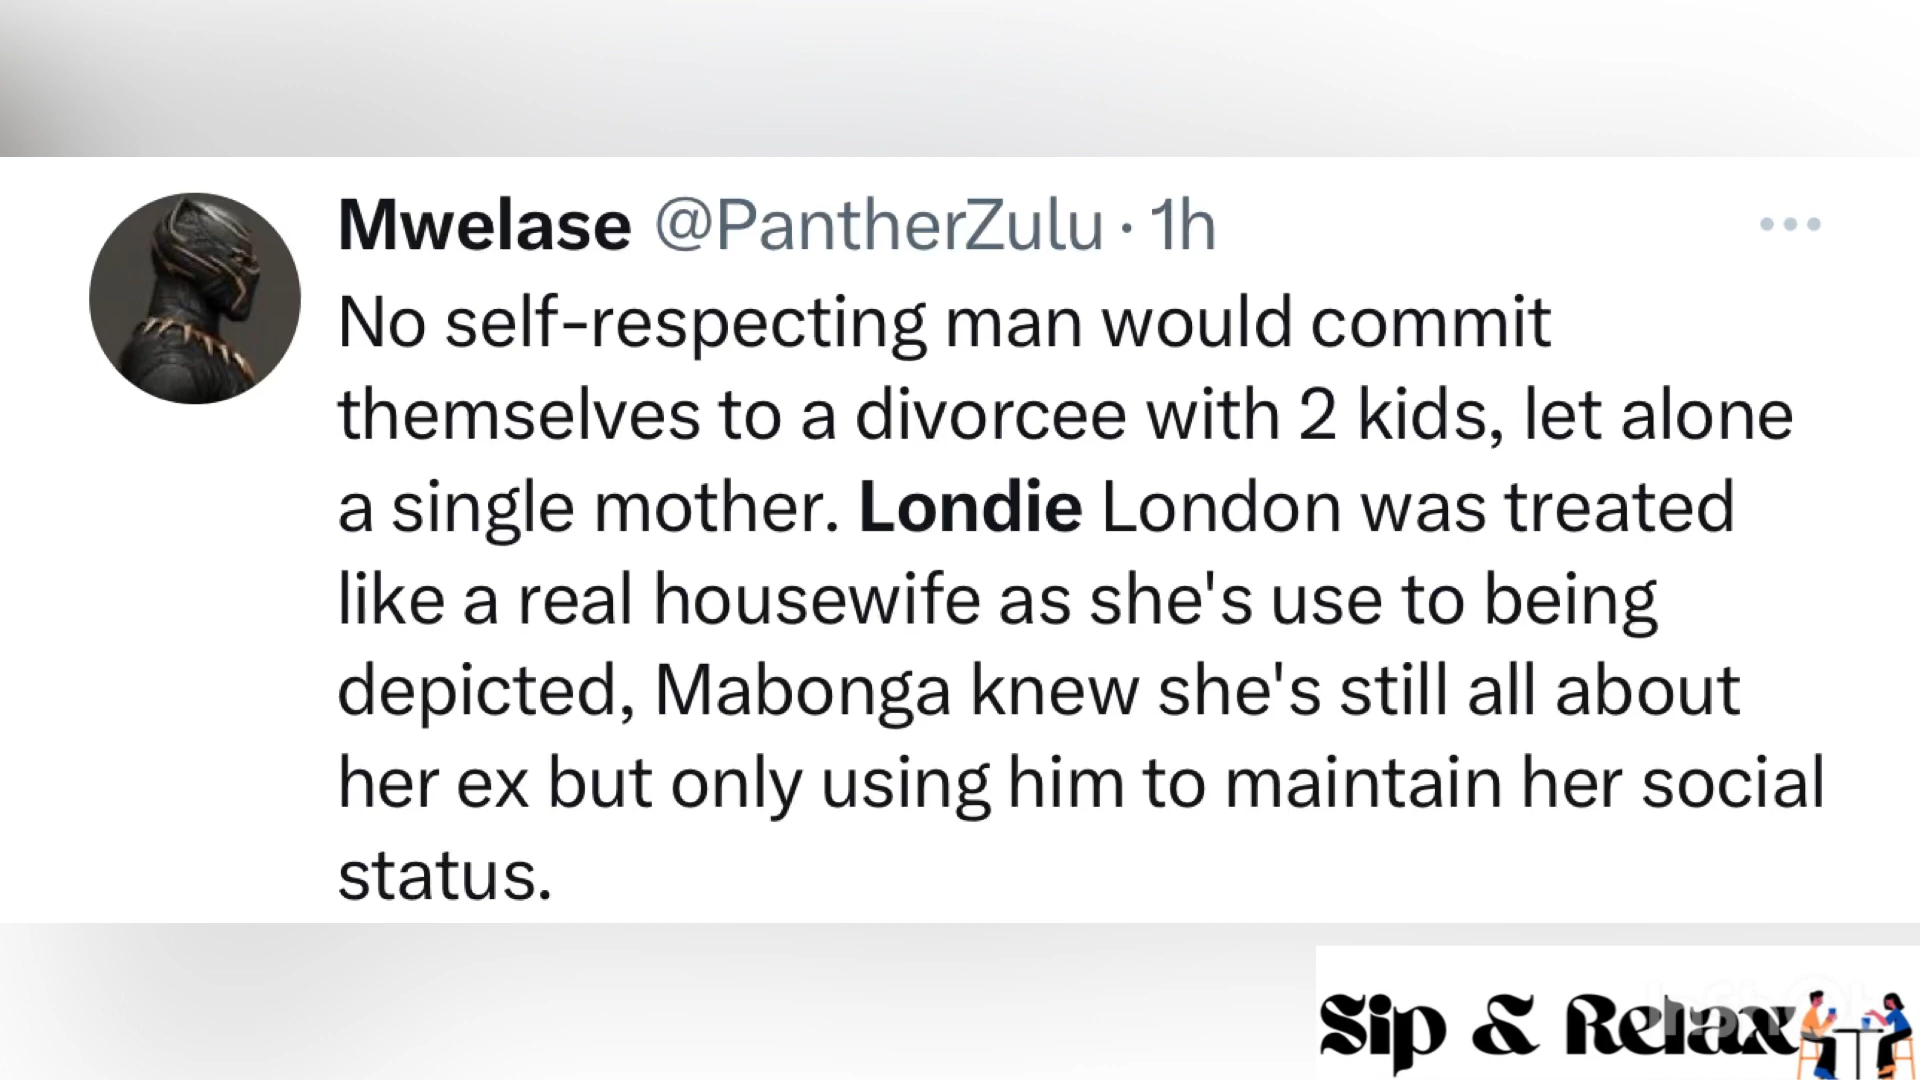 Mwelase @PantherZulu · 1h
No self-respecting man would commit
themselves to a divorcee with 2 kids, let alone
a single mother. Londie London was treated
like a real housewife as she's use to being
depicted, Mabonga knew she's still all about
her ex but only using him to maintain her social
status.
Sip & Relax